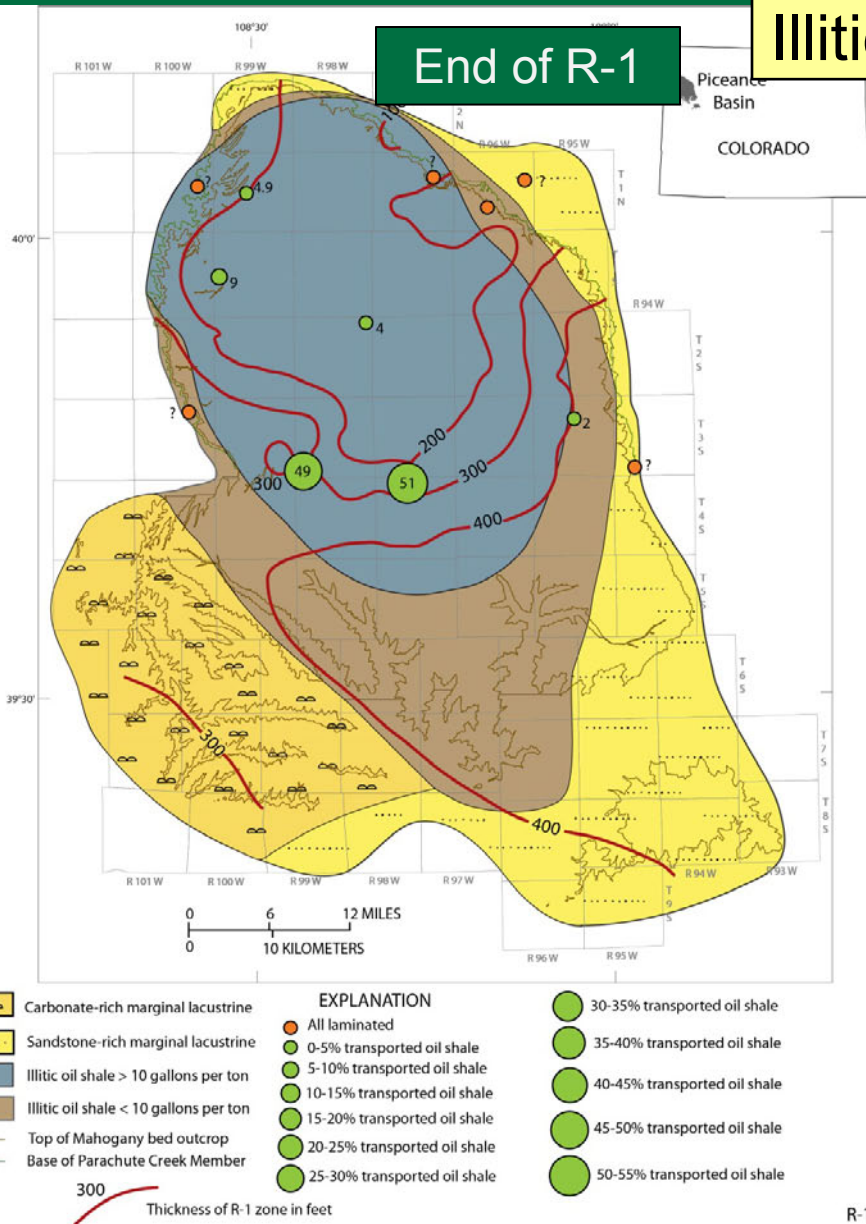 End of R-1
Illitic
108°30'
R 101 W
R 100 W
R 99 W
R 98 W
2
N
R 96 W
R 95 W
Piceance
Basin
COLORADO
T
1
N
?
4.9
?
?
40°0'
9
4
R 94 W
T
2
S
?
2
T
3
S
200
300
49
300
51
?
400
T
4
S
T
5
S
T
6
S
39°30'
300
T
7
S
400
T
8
S
R 101 W
R 100 W
R 99 W
R 98 W
R 97 W
R 94 W
R 93 W
T
9
S
0 6 12 MILES
0 10 KILOMETERS
R 96 W
R 95 W
Carbonate-rich marginal lacustrine
Sandstone-rich marginal lacustrine
Illitic oil shale > 10 gallons per ton
Illitic oil shale < 10 gallons per ton
Top of Mahogany bed outcrop
Base of Parachute Creek Member
300
Thickness of R-1 zone in feet
EXPLANATION
All laminated
0-5% transported oil shale
5-10% transported oil shale
10-15% transported oil shale
15-20% transported oil shale
20-25% transported oil shale
25-30% transported oil shale
30-35% transported oil shale
35-40% transported oil shale
40-45% transported oil shale
45-50% transported oil shale
50-55% transported oil shale
R-